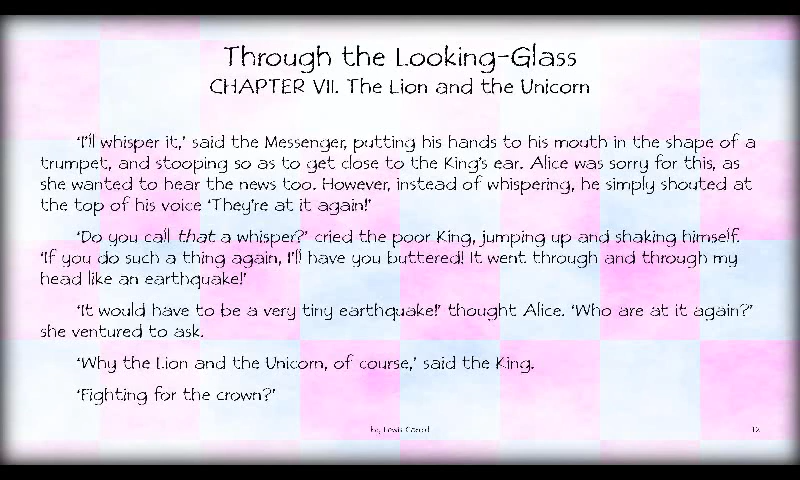 Through the Looking-Glass
CHAPTER VII. The Lion and the Unicorn
'I'll whisper it,' said the Messenger, putting his hands to his mouth in the shape of a
trumpet, and stooping so as to get close to the King's ear. Alice was sorry for this, as
she wanted to hear the news too. However, instead of whispering, he simply shouted at
the top of his voice 'They're at it again!'
'Do you call that a whisper?' cried the poor King, jumping up and shaking himself.
'If you do such a thing again, I'll have you buttered! It went through and through my
head like an earthquake!'
'It would have to be a very tiny earthquake!' thought Alice. 'Who are at it again?'
she ventured to ask.
'Why the Lion and the Unicorn, of course,' said the King.
'Fighting for the crown?'
by Lewis Carroll
12